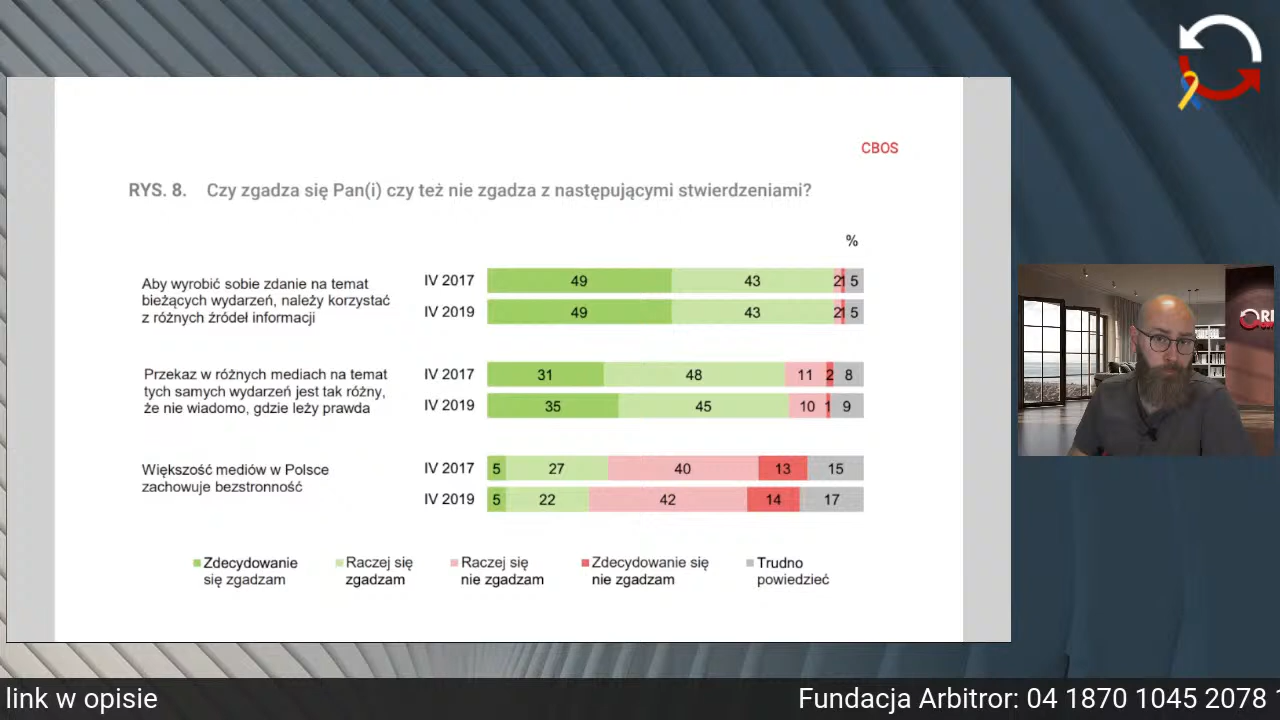 CBOS
RYS. 8. Czy zgadza się Pan(i) czy też nie zgadza z następującymi stwierdzeniami?
%
Aby wyrobić sobie zdanie na temat
bieżących wydarzeń, należy korzystać
z różnych źródeł informacji
IV 2017 49 43 2 1 5
IV 2019 49 43 2 1 5
Przekaz w różnych mediach na temat
tych samych wydarzeń jest tak różny,
że nie wiadomo, gdzie leży prawda
IV 2017 31 48 11 2 8
IV 2019 35 45 10 1 9
Większość mediów w Polsce
zachowuje bezstronność
IV 2017 5 27 40 13 15
IV 2019 5 22 42 14 17
Zdecydowanie
się zgadzam
Raczej się
zgadzam
Raczej się
nie zgadzam
Zdecydowanie się
nie zgadzam
Trudno
powiedzieć
link w opisie
Fundacja Arbitror: 04 1870 1045 2078